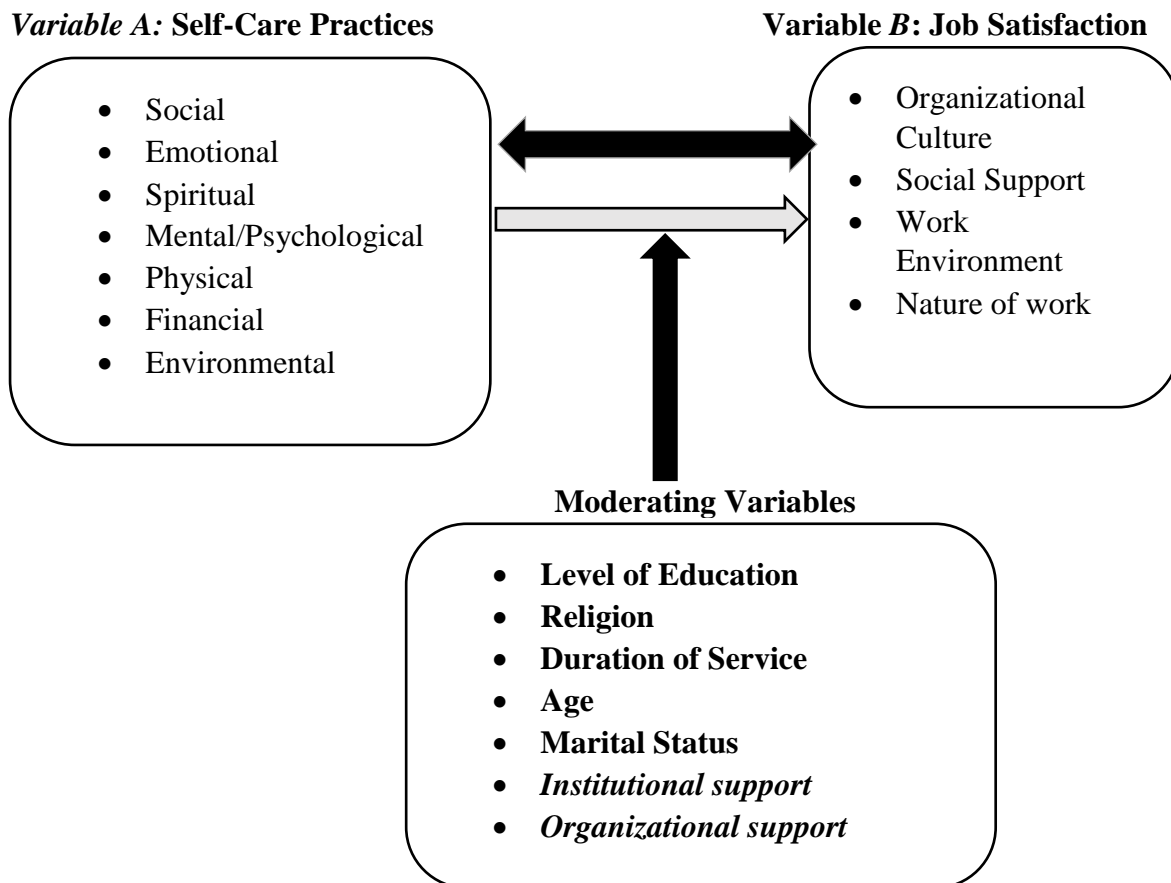 Variable A: Self-Care Practices
• Social
• Emotional
• Spiritual
• Mental/Psychological
• Physical
• Financial
• Environmental
Variable B: Job Satisfaction
• Organizational
Culture
• Social Support
• Work
Environment
• Nature of work
Moderating Variables
• Level of Education
• Religion
• Duration of Service
• Age
• Marital Status
• Institutional support
• Organizational support